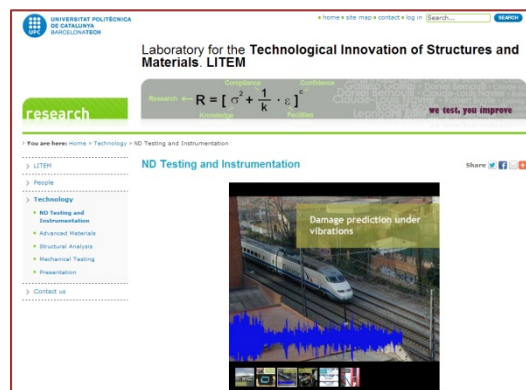 UNIVERSITAT POLITÈCNICA
DE CATALUNYA
BARCELONATECH
UPC
home • site map • contact • log in Search... SEARCH
Laboratory for the Technological Innovation of Structures and
Materials. LITEM
Compliance Confidence
Research R = [ σ² + 1/k · ε ]ᶜ
Knowledge Facilities
research
we test, you improve
You are here: Home > Technology > ND Testing and Instrumentation
LITEM
People
Technology
ND Testing and
Instrumentation
Advanced Materials
Structural Analysis
Mechanical Testing
Presentation
Contact us
ND Testing and Instrumentation
Share
Damage prediction under
vibrations